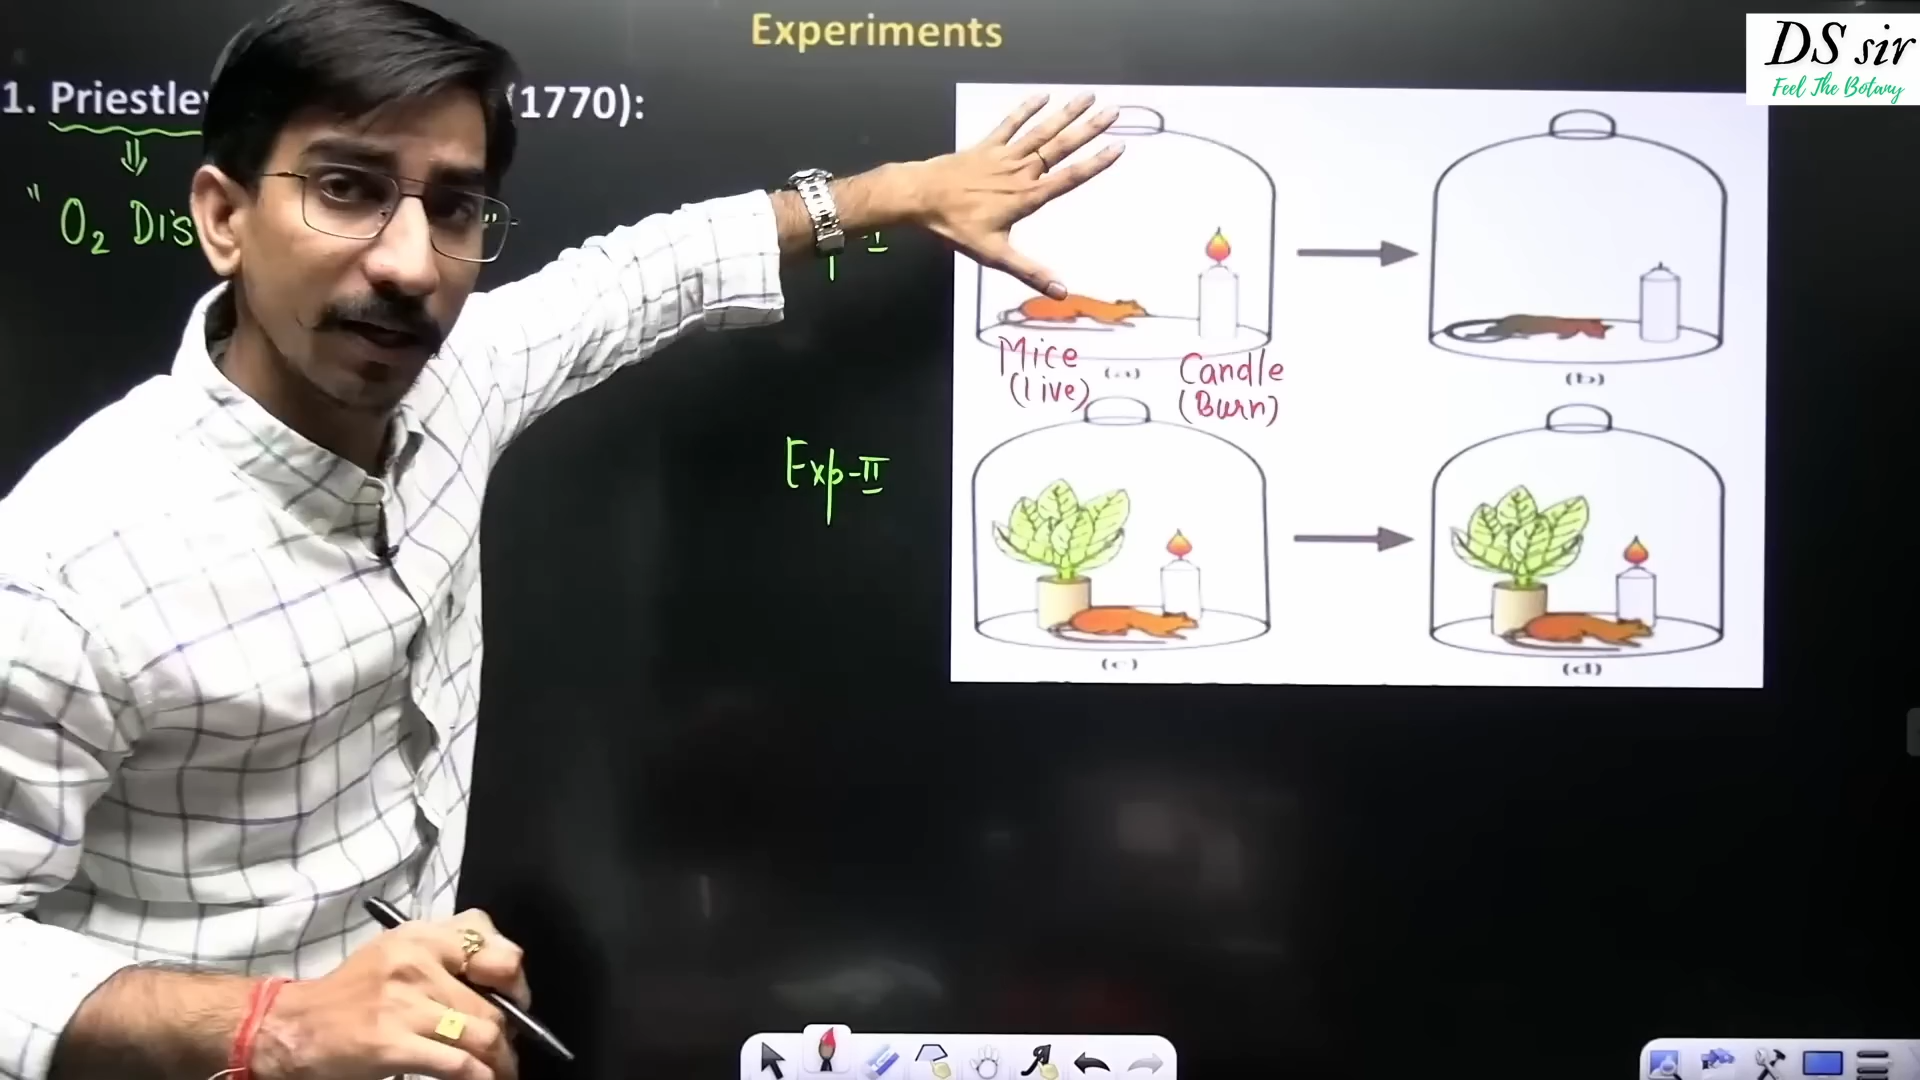 Experiments
DS sir
Feel The Botany
1. Priestle (1770):
" O₂ Dis "
p-I
Mice
(Live)
(a)
Candle
(Burn)
(b)
Exp-II
(c)
(d)